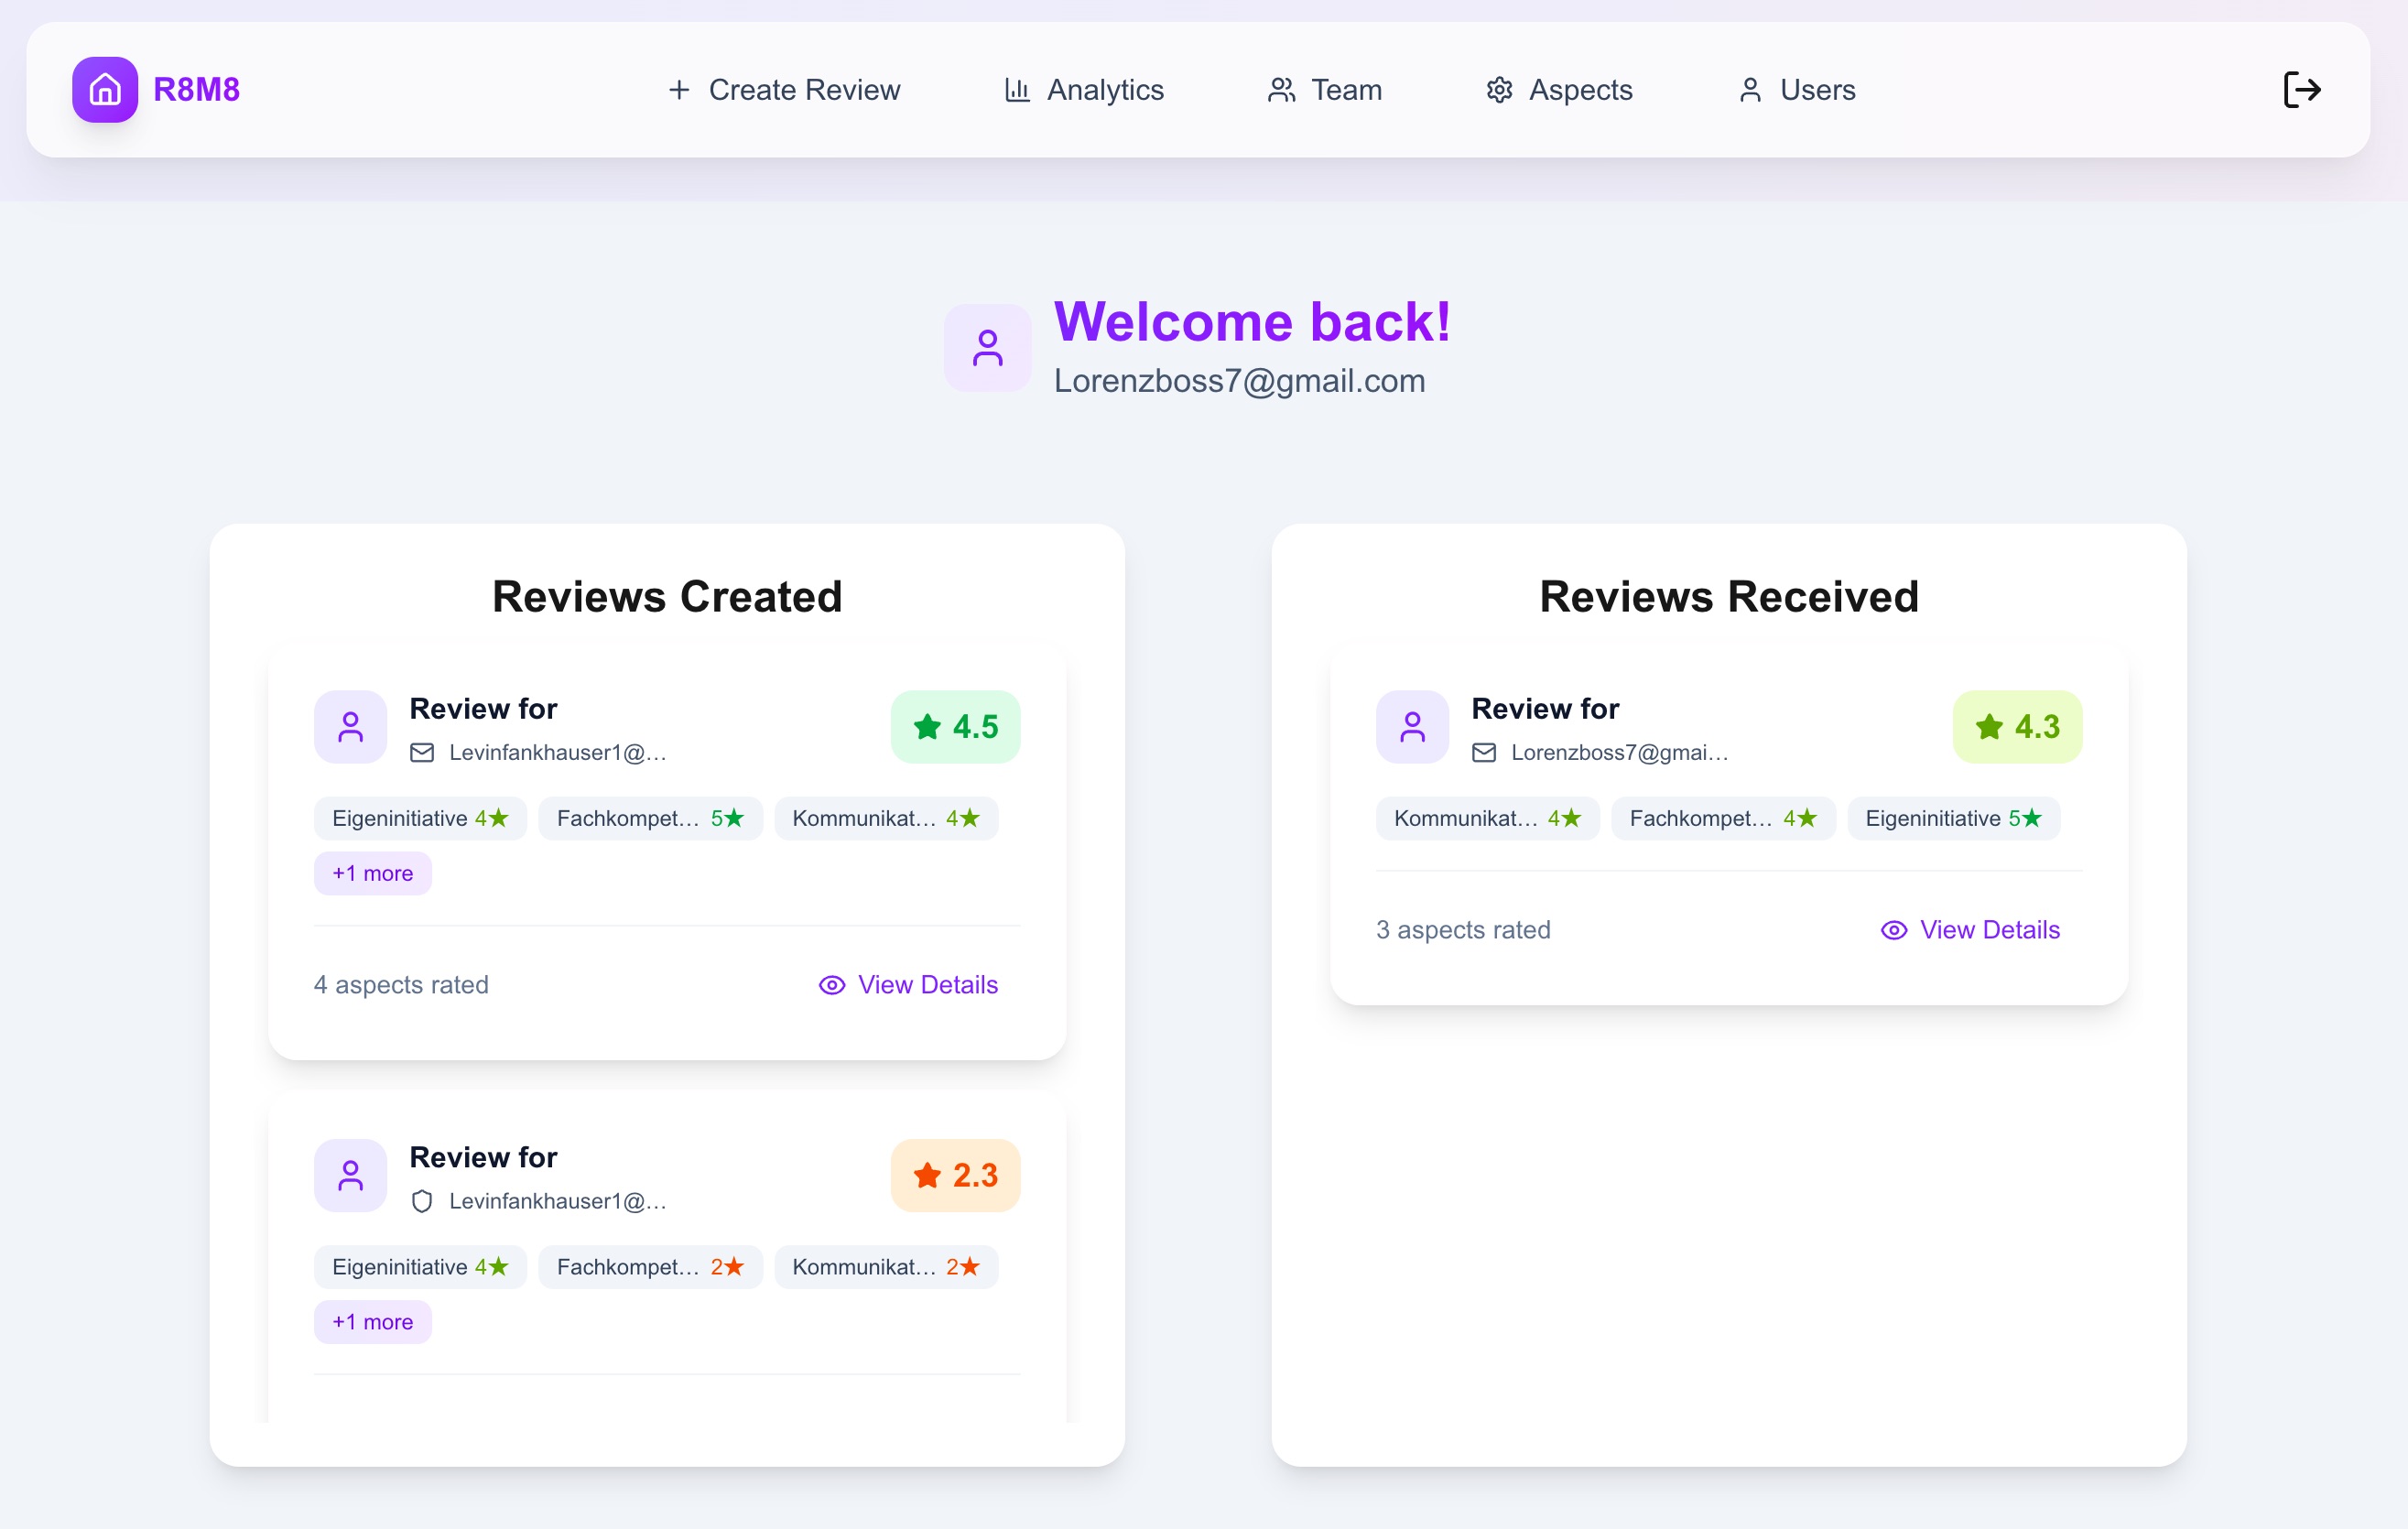 R8M8
Create Review
Analytics
Team
Aspects
Users
Welcome back!
Lorenzboss7@gmail.com
Reviews Created
Review for
Levinfankhauser1@...
4.5
Eigeninitiative 4★
Fachkompet... 5★
Kommunikat... 4★
+1 more
4 aspects rated
View Details
Review for
Levinfankhauser1@...
2.3
Eigeninitiative 4★
Fachkompet... 2★
Kommunikat... 2★
+1 more
Reviews Received
Review for
Lorenzboss7@gmai...
4.3
Kommunikat... 4★
Fachkompet... 4★
Eigeninitiative 5★
3 aspects rated
View Details